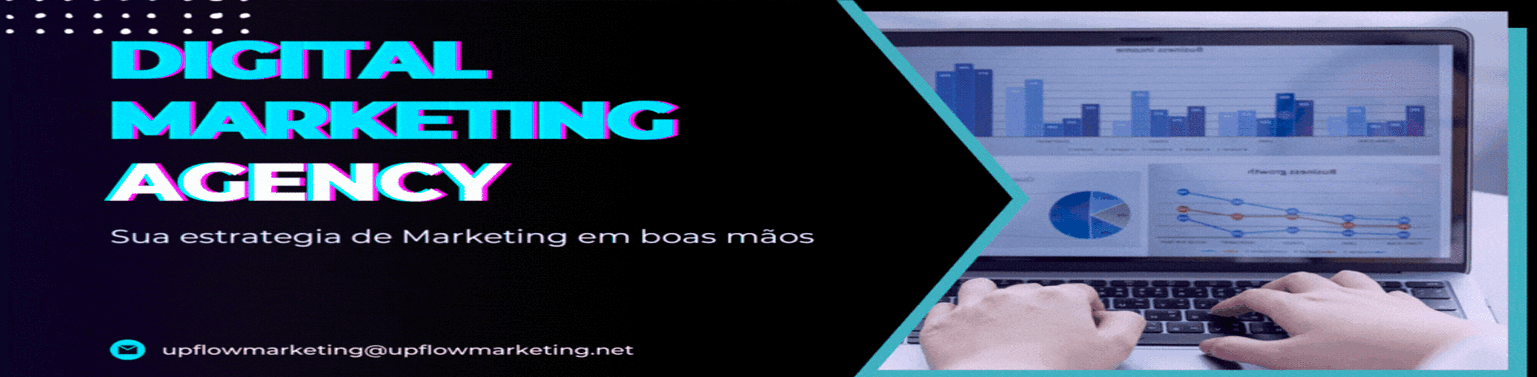 DIGITAL
MARKETING
AGENCY
Sua estrategia de Marketing em boas mãos
upflowmarketing@upflowmarketing.net
Business income
Business growth